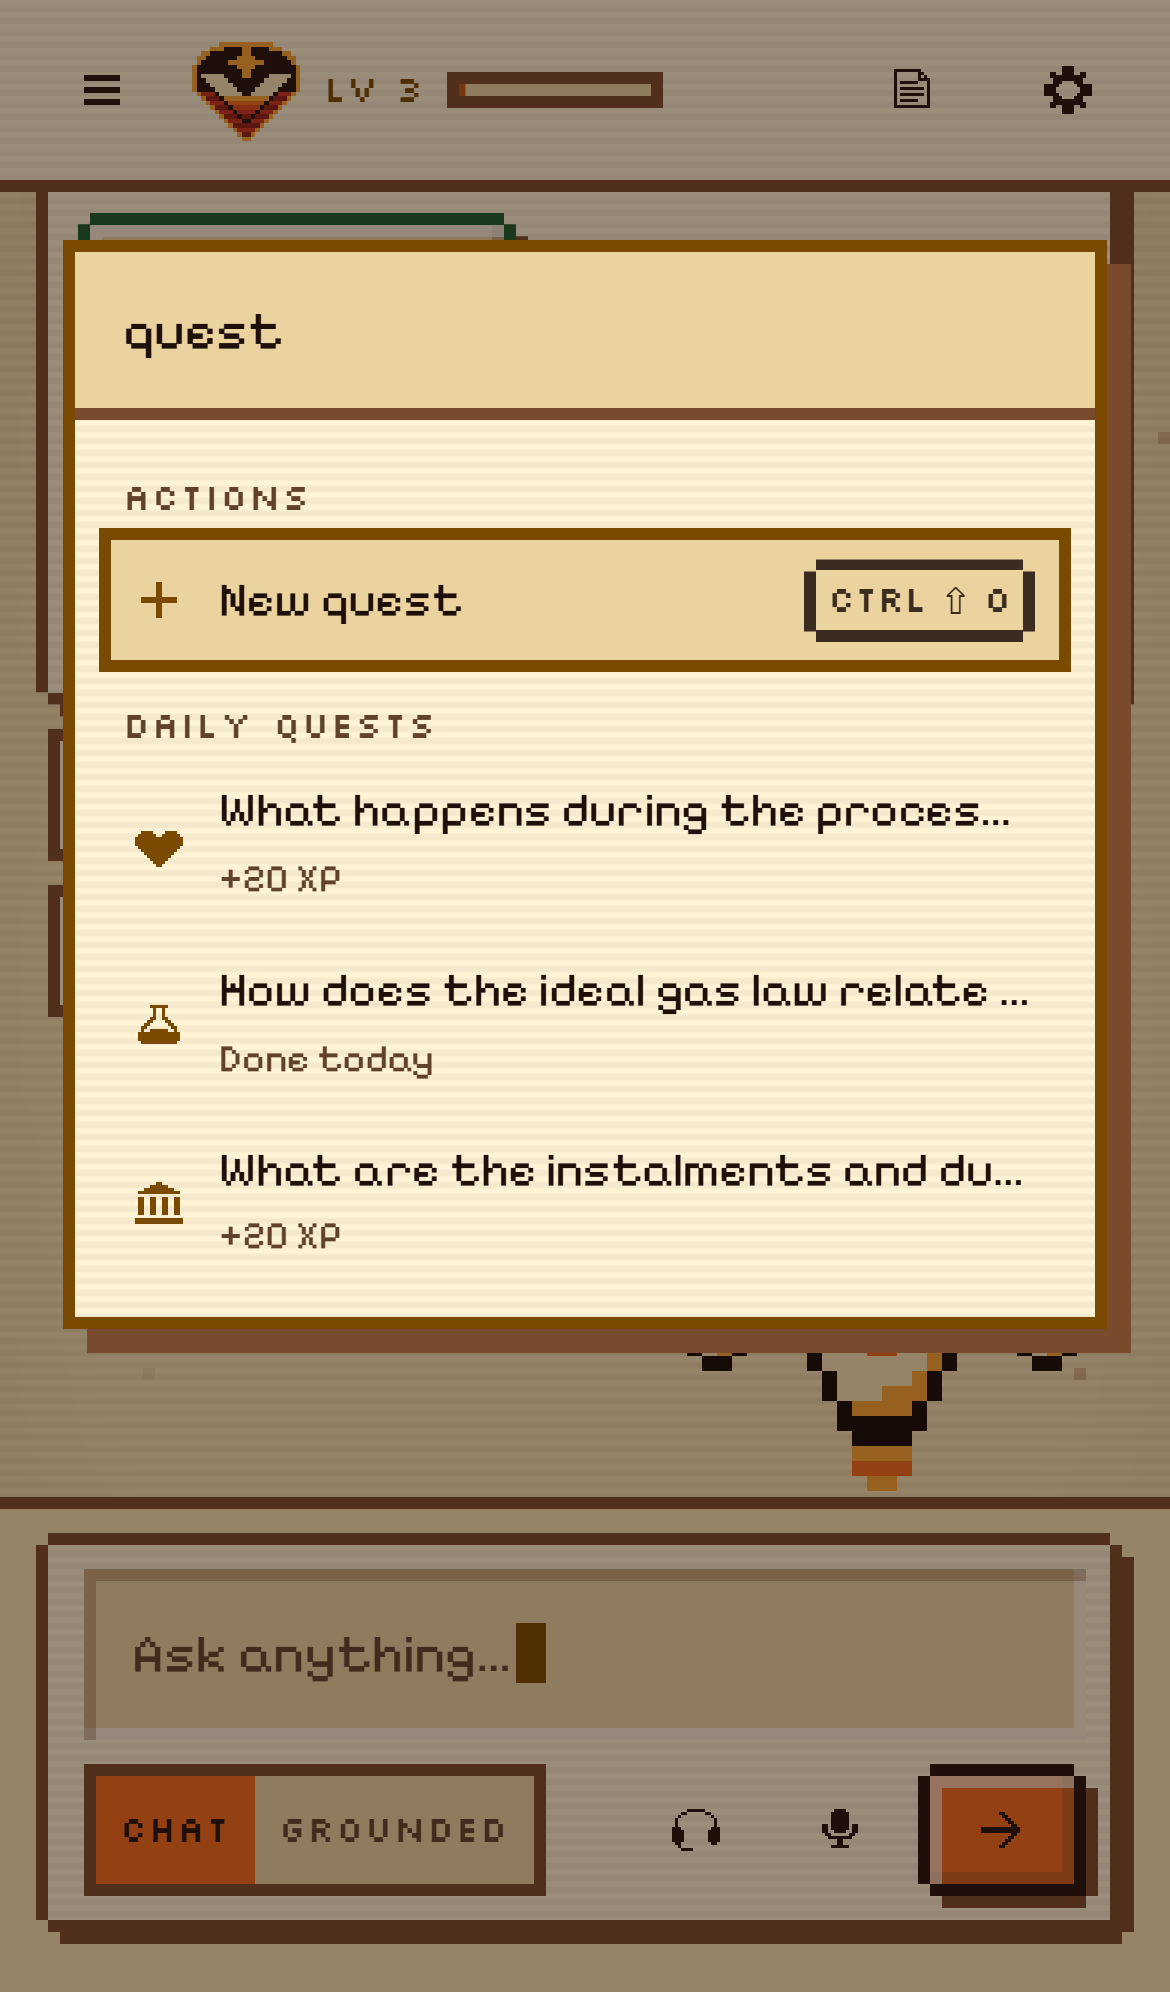 LV 3
quest
ACTIONS
New quest
CTRL ⇧ O
DAILY QUESTS
What happens during the proces...
+20 XP
How does the ideal gas law relate ...
Done today
What are the instalments and du...
+20 XP
Ask anything...
CHAT
GROUNDED